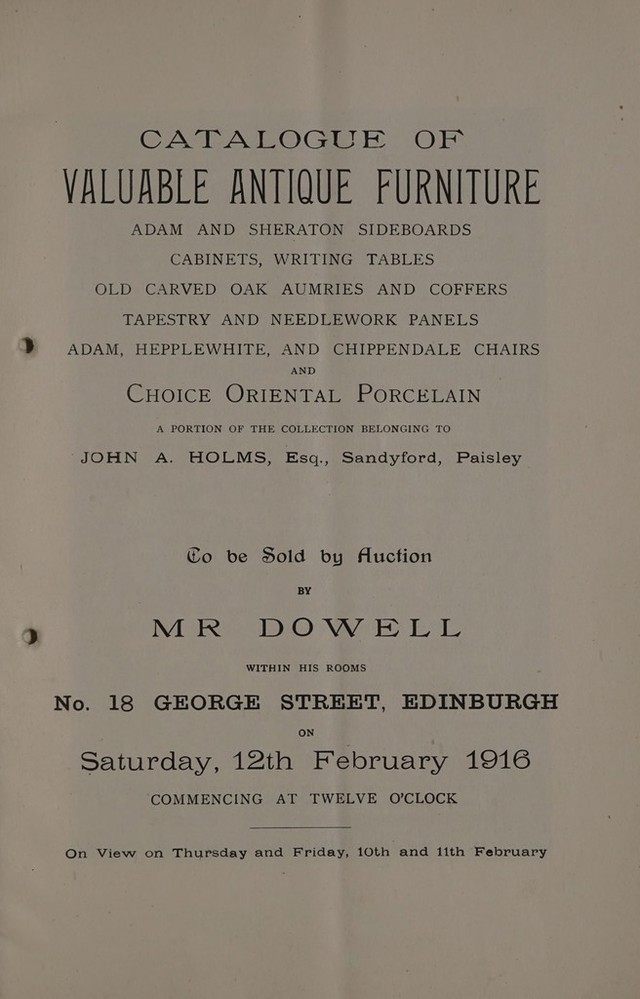 CATALOGUE OF
VALUABLE ANTIQUE FURNITURE
ADAM AND SHERATON SIDEBOARDS
CABINETS, WRITING TABLES
OLD CARVED OAK AUMRIES AND COFFERS
TAPESTRY AND NEEDLEWORK PANELS
ADAM, HEPPLEWHITE, AND CHIPPENDALE CHAIRS
AND
CHOICE ORIENTAL PORCELAIN
A PORTION OF THE COLLECTION BELONGING TO
JOHN A. HOLMS, Esq., Sandyford, Paisley
To be Sold by Auction
BY
MR DOWELL
WITHIN HIS ROOMS
No. 18 GEORGE STREET, EDINBURGH
ON
Saturday, 12th February 1916
COMMENCING AT TWELVE O'CLOCK
On View on Thursday and Friday, 10th and 11th February